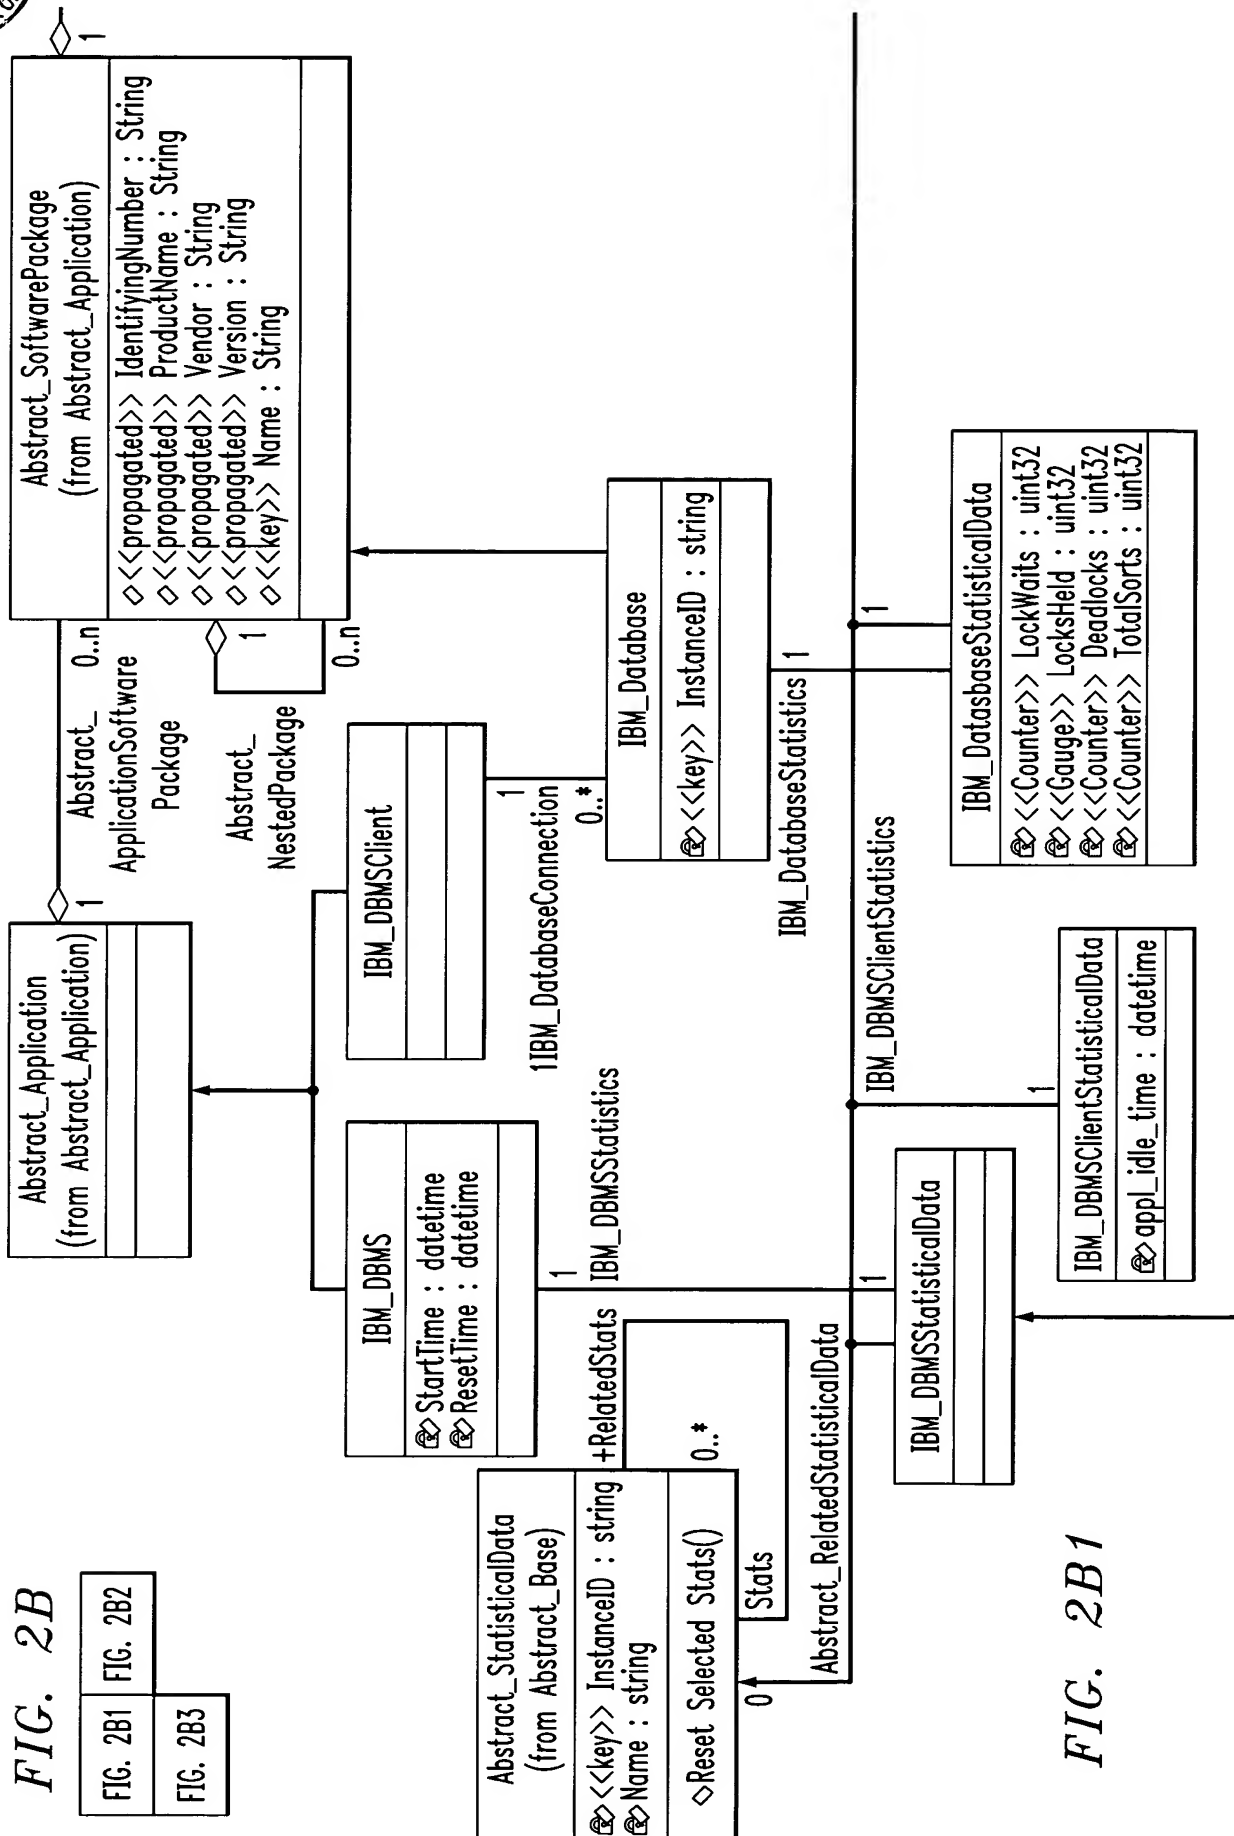 FIG. 2B
FIG. 2B1
FIG. 2B2
FIG. 2B3
Abstract_Application
(from Abstract_Application)
1
Abstract_
ApplicationSoftware
Package
0..n
Abstract_SoftwarePackage
(from Abstract_Application)
<<propagated>> IdentifyingNumber : String
<<propagated>> ProductName : String
<<propagated>> Vendor : String
<<propagated>> Version : String
<<key>> Name : String
1
1
0..n
Abstract_
NestedPackage
IBM_DBMS
StartTime : datetime
ResetTime : datetime
1
IBM_DBMSStatistics
IBM_DBMSClient
1
1IBM_DatabaseConnection
0..*
IBM_Database
<<key>> InstanceID : string
1
IBM_DatabaseStatistics
Abstract_StatisticalData
(from Abstract_Base)
<<key>> InstanceID : string
Name : string
Reset Selected Stats()
+RelatedStats
0..*
Stats
0
Abstract_RelatedStatisticalData
1
IBM_DBMSStatisticalData
IBM_DBMSClientStatistics
1
IBM_DBMSClientStatisticalData
appl_idle_time : datetime
1
IBM_DatasbaseStatisticalData
<<Counter>> LockWaits : uint32
<<Gauge>> LocksHeld : uint32
<<Counter>> Deadlocks : uint32
<<Counter>> TotalSorts : uint32
FIG. 2B1